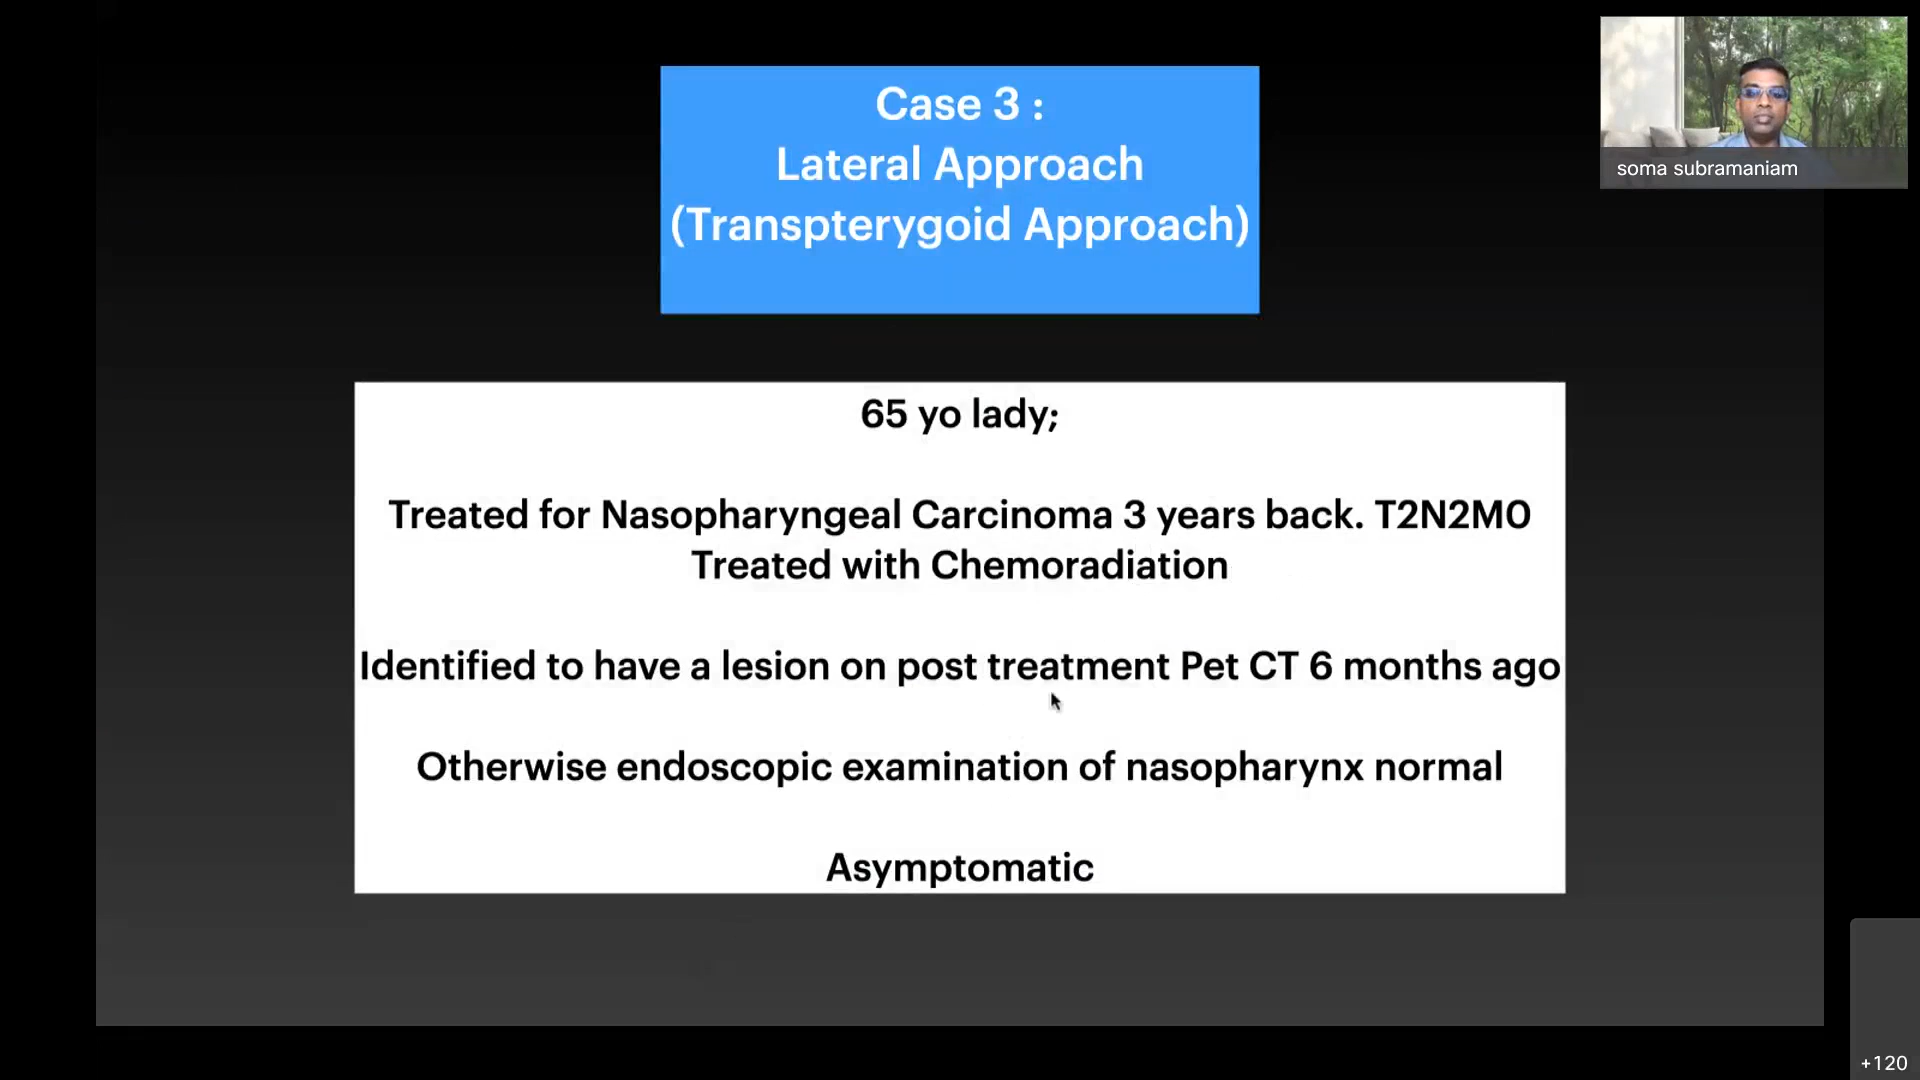 Case 3 :
Lateral Approach
(Transpterygoid Approach)
soma subramaniam
65 yo lady;
Treated for Nasopharyngeal Carcinoma 3 years back. T2N2M0
Treated with Chemoradiation
Identified to have a lesion on post treatment Pet CT 6 months ago
Otherwise endoscopic examination of nasopharynx normal
Asymptomatic
+120